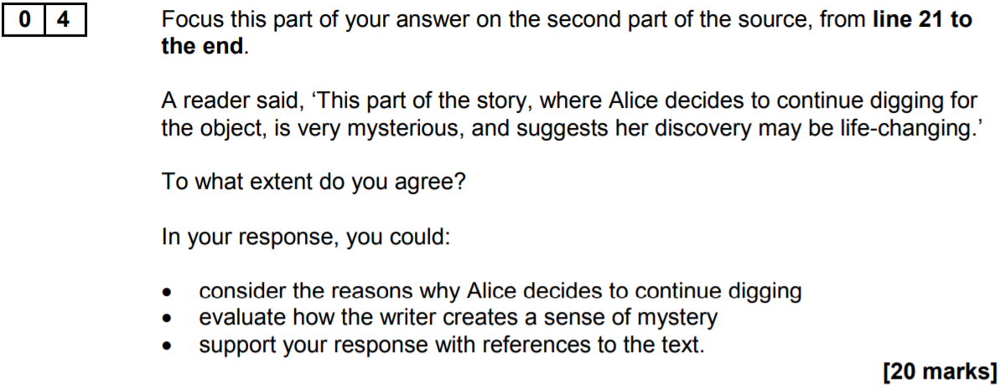 0 4
Focus this part of your answer on the second part of the source, from line 21 to
the end.
A reader said, ‘This part of the story, where Alice decides to continue digging for
the object, is very mysterious, and suggests her discovery may be life-changing.’
To what extent do you agree?
In your response, you could:
• consider the reasons why Alice decides to continue digging
• evaluate how the writer creates a sense of mystery
• support your response with references to the text.
[20 marks]